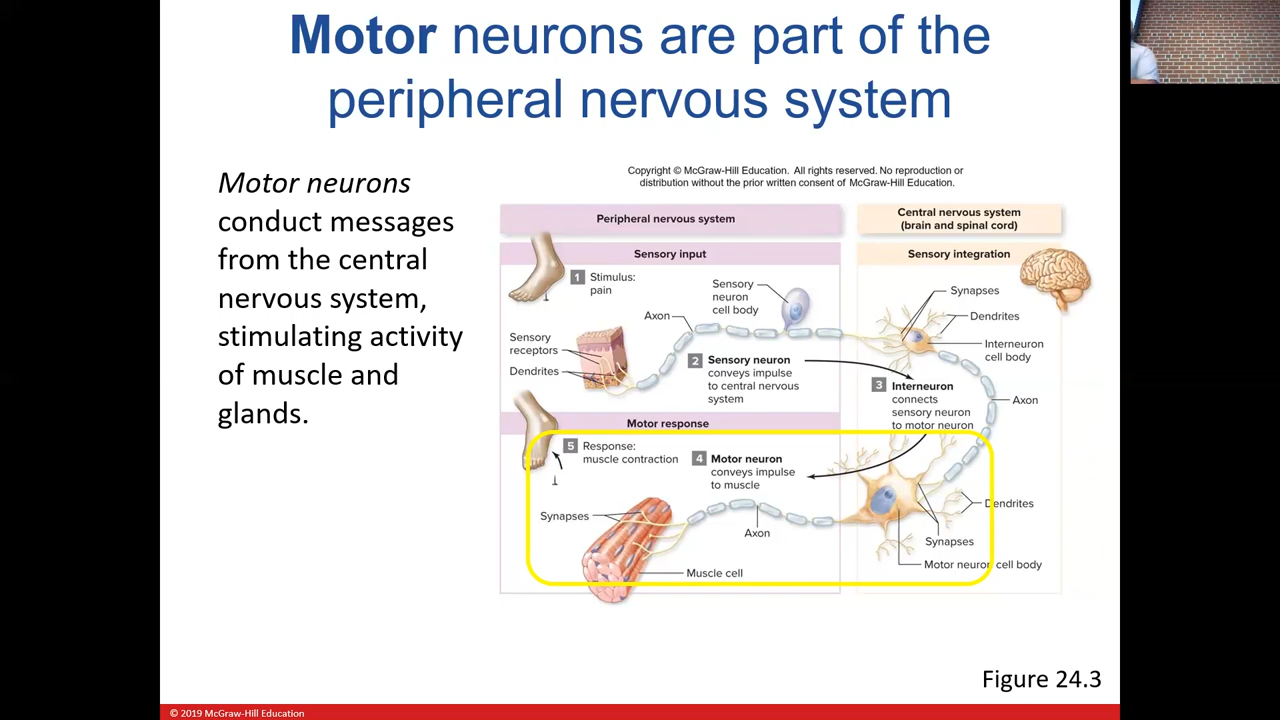 Motor neurons are part of the
peripheral nervous system
Motor neurons
conduct messages
from the central
nervous system,
stimulating activity
of muscle and
glands.
Copyright © McGraw-Hill Education. All rights reserved. No reproduction or
distribution without the prior written consent of McGraw-Hill Education.
Peripheral nervous system
Central nervous system
(brain and spinal cord)
Sensory input
Sensory integration
1 Stimulus:
pain
Sensory
neuron
cell body
Axon
Synapses
Dendrites
Interneuron
cell body
Sensory
receptors
Dendrites
2 Sensory neuron
conveys impulse
to central nervous
system
3 Interneuron
connects
sensory neuron
to motor neuron
Axon
Motor response
5 Response:
muscle contraction
4 Motor neuron
conveys impulse
to muscle
Synapses
Axon
Dendrites
Synapses
Muscle cell
Motor neuron cell body
Figure 24.3
© 2019 McGraw-Hill Education